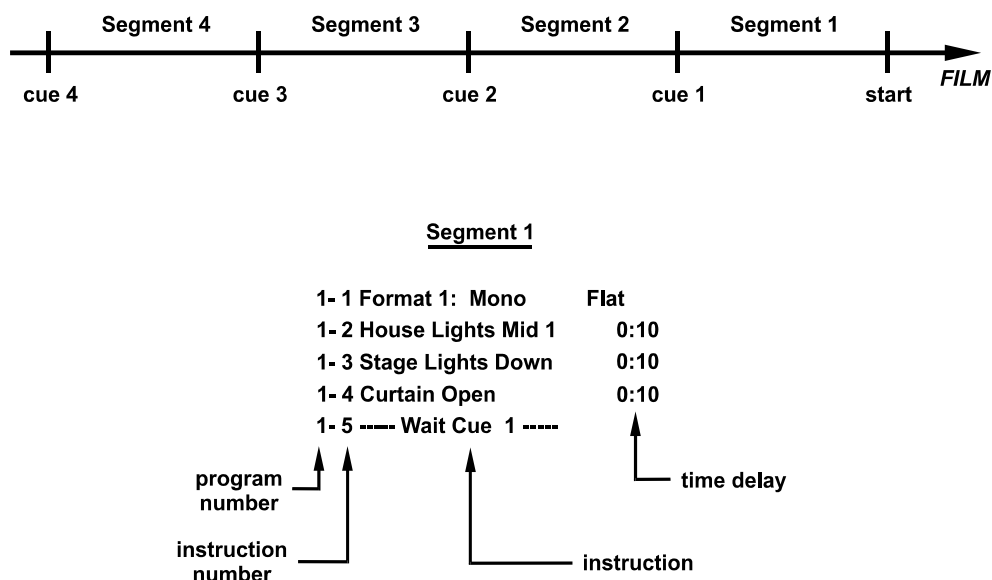 Segment 4 Segment 3 Segment 2 Segment 1
cue 4 cue 3 cue 2 cue 1 start FILM
Segment 1
1- 1 Format 1: Mono Flat
1- 2 House Lights Mid 1 0:10
1- 3 Stage Lights Down 0:10
1- 4 Curtain Open 0:10
1- 5 ----- Wait Cue 1 -----
program
number
time delay
instruction
number
instruction